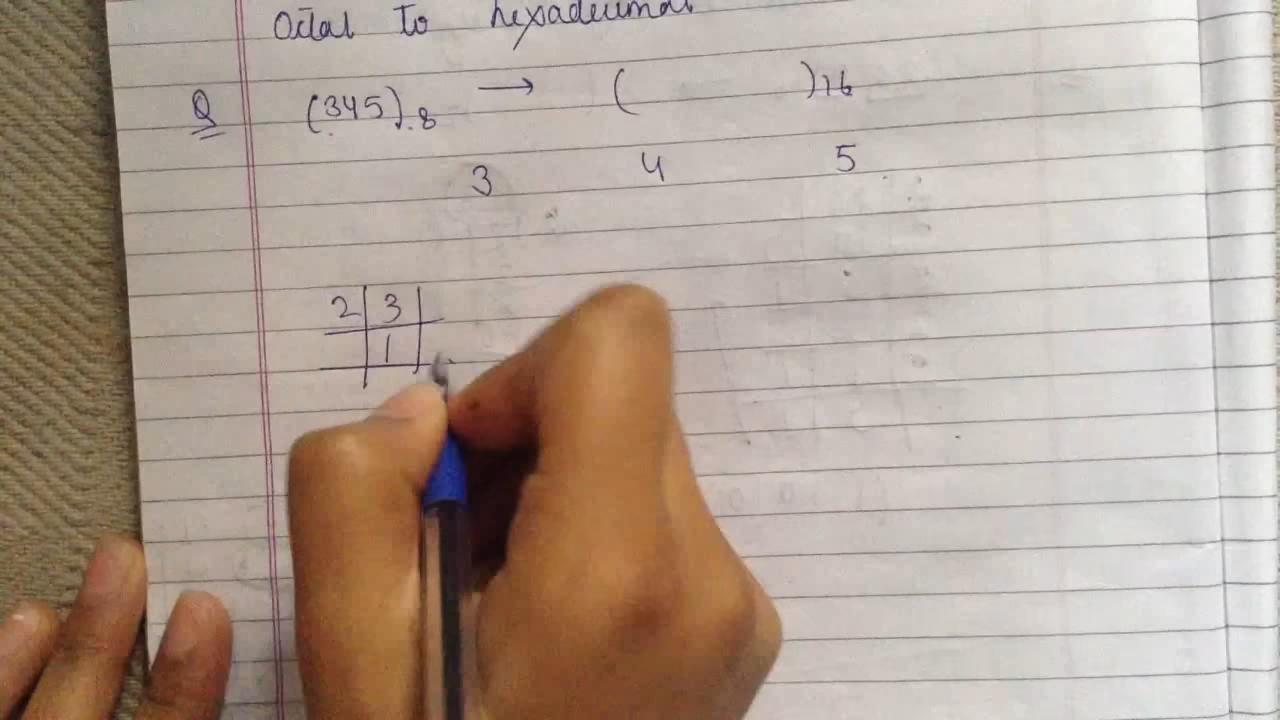 Octal to hexadecimal
Q (345)8 → ( )16
3 4 5
2 3
1